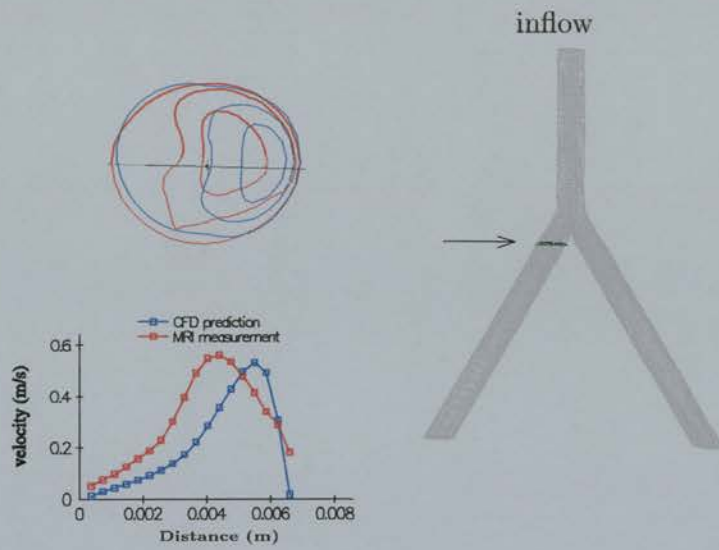 inflow
CFD prediction
MRI measurement
0.6
0.4
0.2
0
velocity (m/s)
0 0.002 0.004 0.006 0.008
Distance (m)